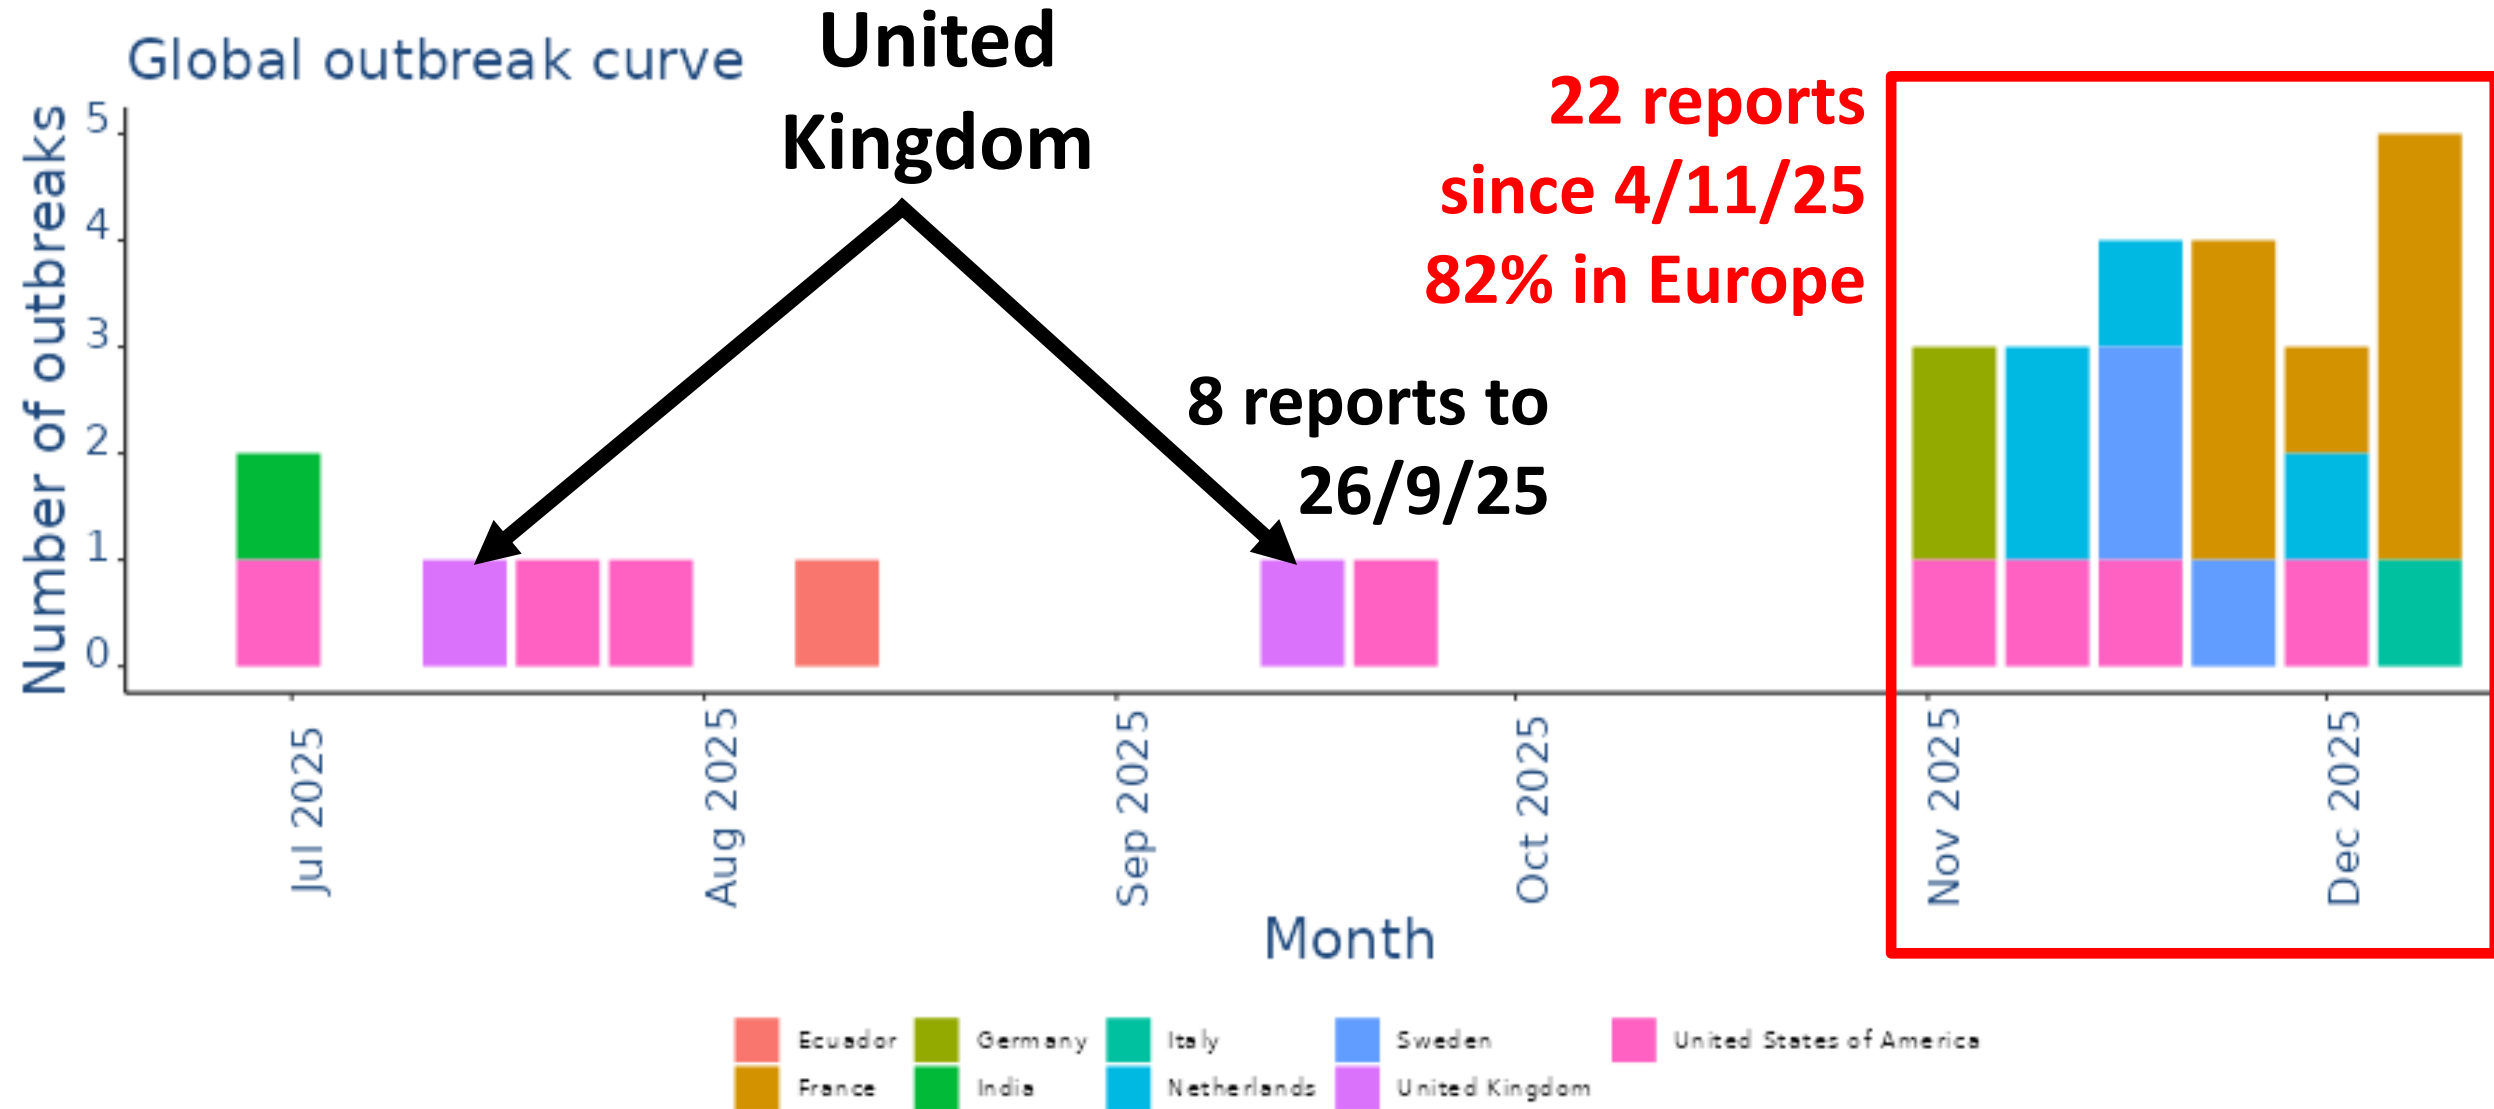 Global outbreak curve
United
Kingdom
22 reports
since 4/11/25
82% in Europe
8 reports to
26/9/25
Number of outbreaks
5
4
3
2
1
0
Jul 2025
Aug 2025
Sep 2025
Oct 2025
Nov 2025
Dec 2025
Month
Ecuador
Germany
Italy
Sweden
United States of America
France
India
Netherlands
United Kingdom